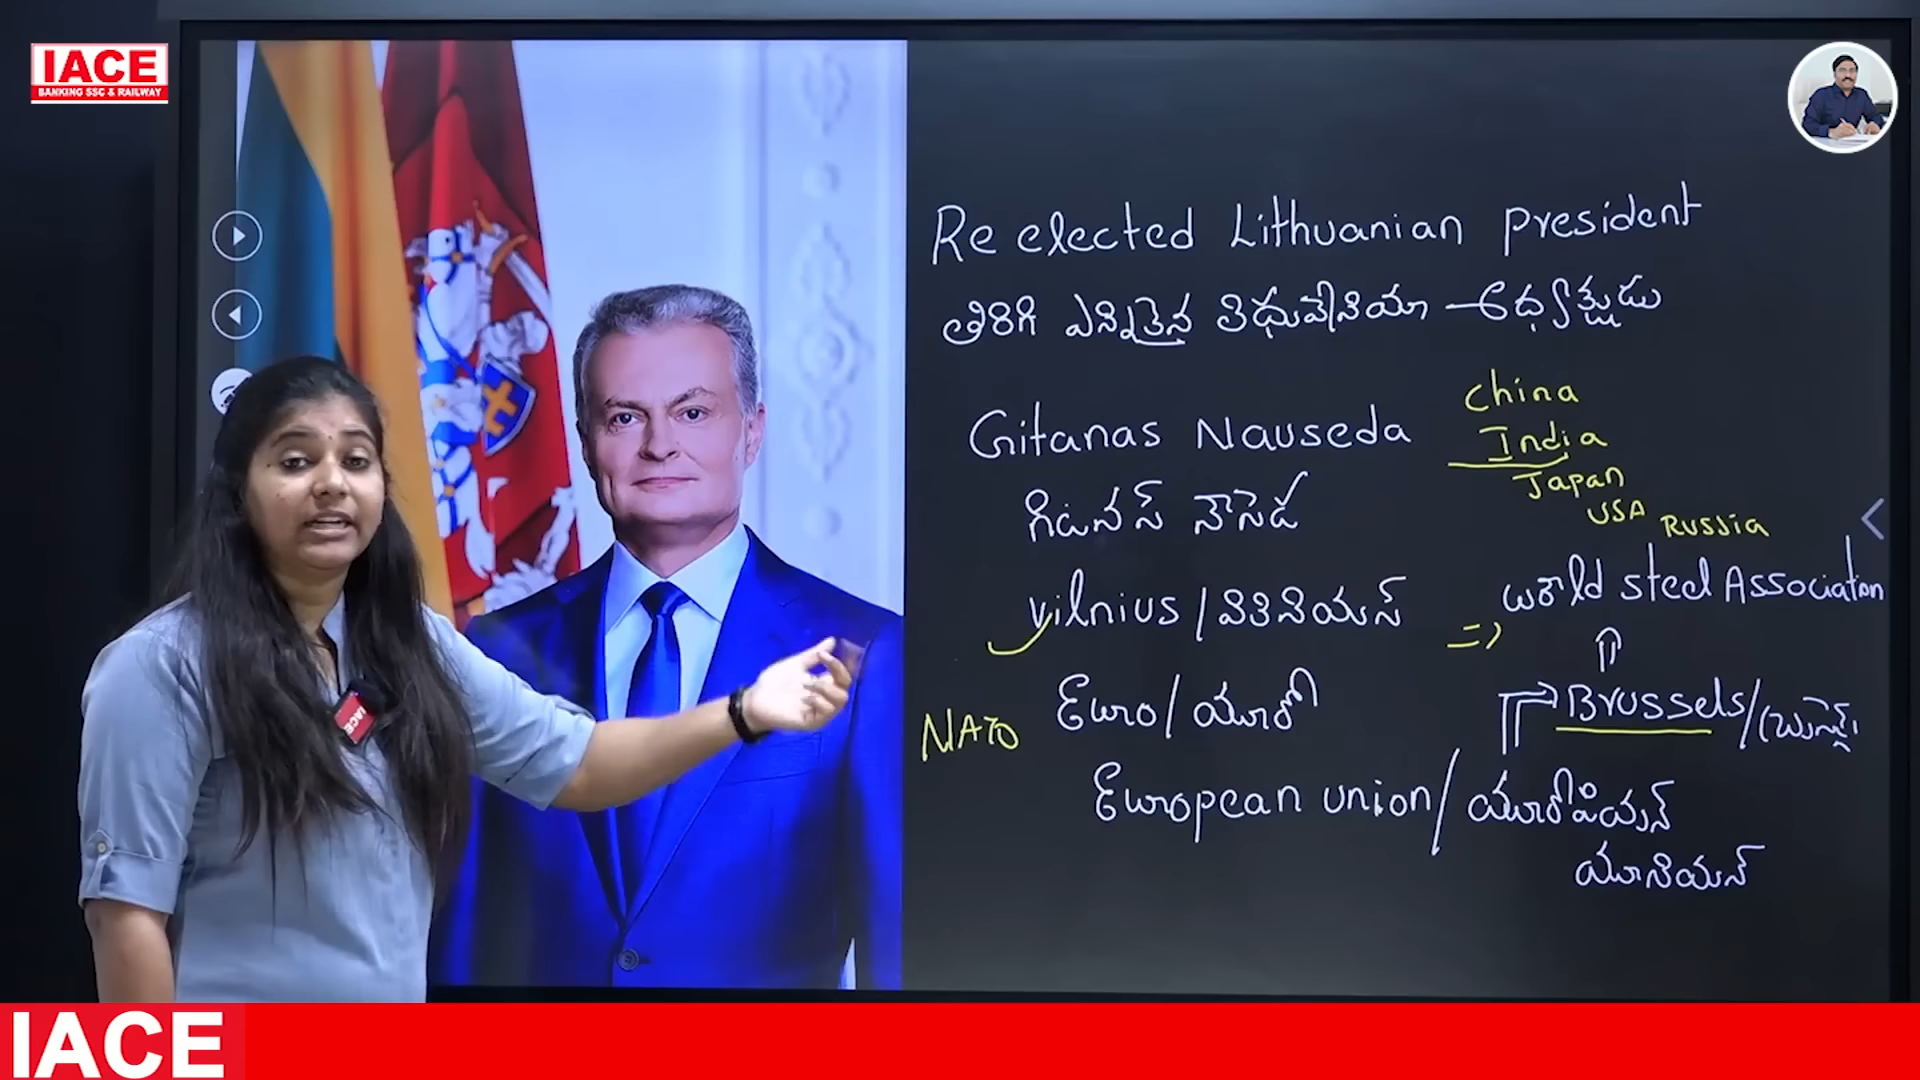 IACE
BANKING SSC & RAILWAY
Re elected Lithuanian president
తిరిగి ఎన్నికైన లిథువేనియా అధ్యక్షుడు
China
Gitanas Nauseda
India
Japan
గిటనస్ నౌసెడ
USA
Russia
Vilnius / విలినియస్
=> world steel Association
NATO
Euro / యూరో
Brussels /
European union / యూరోపియన్
యూనియన్
IACE
IACE